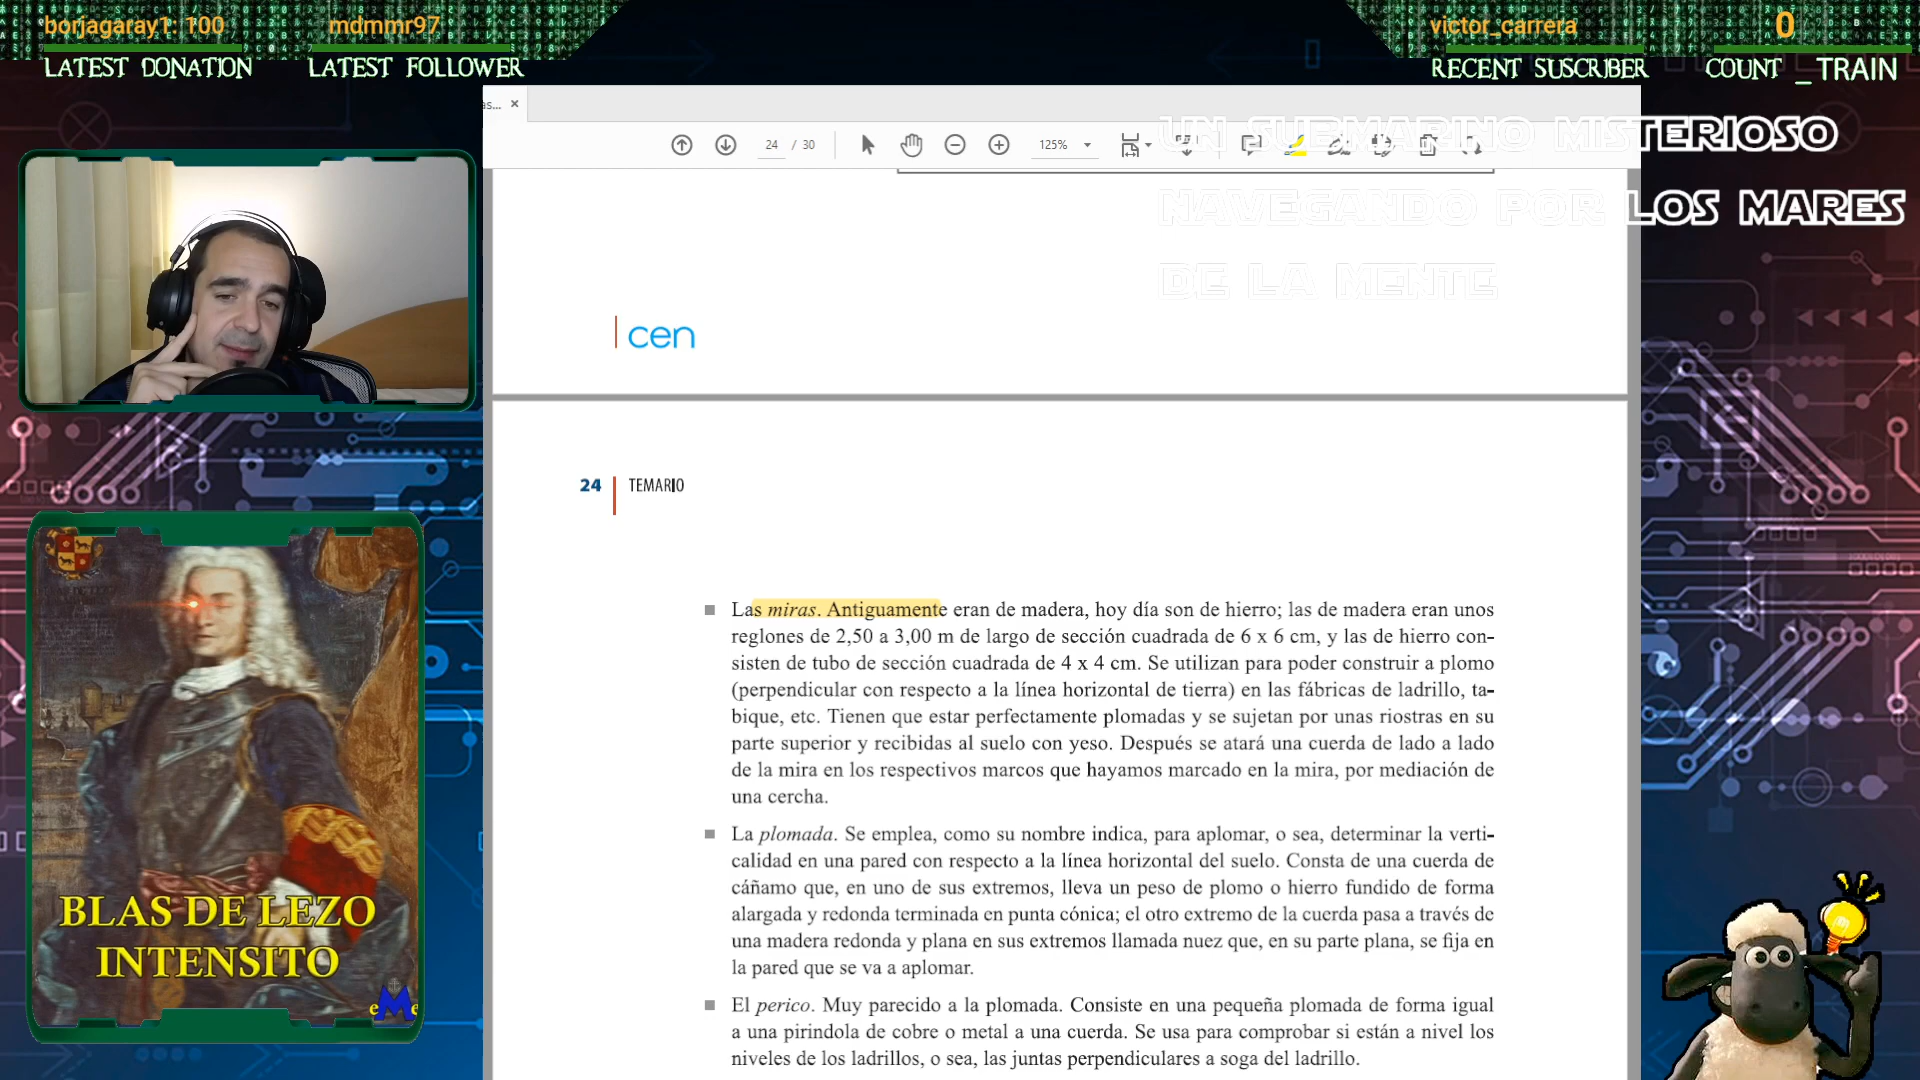 borjagaray1: 100
mdmmr97
victor_carrera
0
LATEST DONATION
LATEST FOLLOWER
RECENT SUSCRIBER
COUNT _TRAIN
as...
24 / 30
125%
UN SUBMARINO MISTERIOSO
NAVEGANDO POR LOS MARES
DE LA MENTE
cen
24
TEMARIO
Las miras. Antiguamente eran de madera, hoy día son de hierro; las de madera eran unos
reglones de 2,50 a 3,00 m de largo de sección cuadrada de 6 x 6 cm, y las de hierro con-
sisten de tubo de sección cuadrada de 4 x 4 cm. Se utilizan para poder construir a plomo
(perpendicular con respecto a la línea horizontal de tierra) en las fábricas de ladrillo, ta-
bique, etc. Tienen que estar perfectamente plomadas y se sujetan por unas riostras en su
parte superior y recibidas al suelo con yeso. Después se atará una cuerda de lado a lado
de la mira en los respectivos marcos que hayamos marcado en la mira, por mediación de
una cercha.
La plomada. Se emplea, como su nombre indica, para aplomar, o sea, determinar la verti-
calidad en una pared con respecto a la línea horizontal del suelo. Consta de una cuerda de
cáñamo que, en uno de sus extremos, lleva un peso de plomo o hierro fundido de forma
alargada y redonda terminada en punta cónica; el otro extremo de la cuerda pasa a través de
una madera redonda y plana en sus extremos llamada nuez que, en su parte plana, se fija en
la pared que se va a aplomar.
El perico. Muy parecido a la plomada. Consiste en una pequeña plomada de forma igual
a una pirindola de cobre o metal a una cuerda. Se usa para comprobar si están a nivel los
niveles de los ladrillos, o sea, las juntas perpendiculares a soga del ladrillo.
BLAS DE LEZO
INTENSITO
eMe